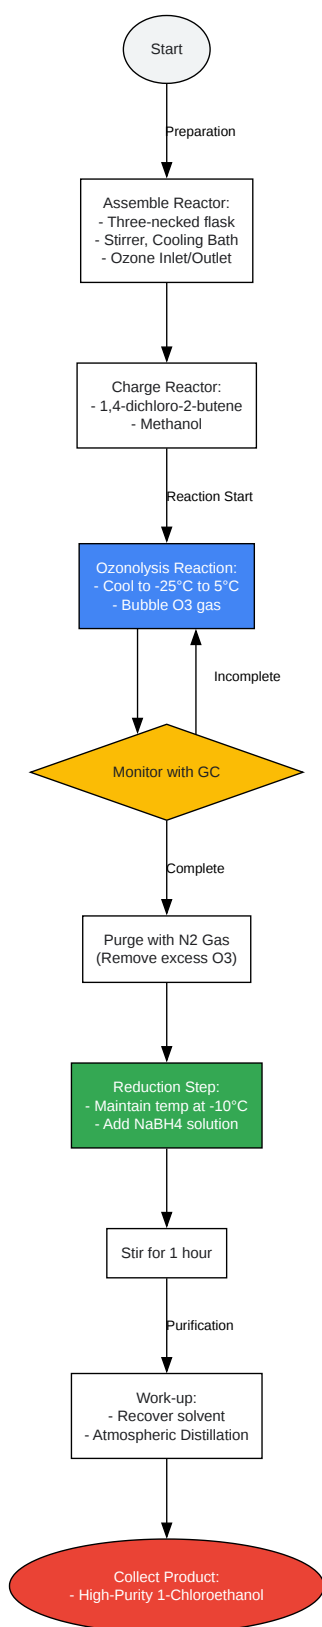 Start
Preparation
Assemble Reactor:
- Three-necked flask
- Stirrer, Cooling Bath
- Ozone Inlet/Outlet
Charge Reactor:
- 1,4-dichloro-2-butene
- Methanol
Reaction Start
Ozonolysis Reaction:
- Cool to -25°C to 5°C
- Bubble O3 gas
Incomplete
Monitor with GC
Complete
Purge with N2 Gas
(Remove excess O3)
Reduction Step:
- Maintain temp at -10°C
- Add NaBH4 solution
Stir for 1 hour
Purification
Work-up:
- Recover solvent
- Atmospheric Distillation
Collect Product:
- High-Purity 1-Chloroethanol